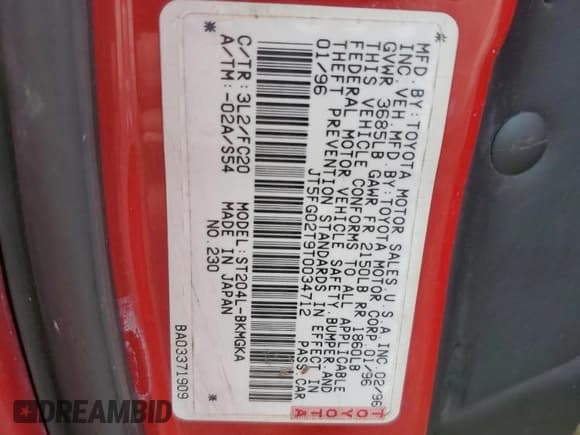 *MFD.BY:TOYOTA MOTOR SALES,U.S.A.,INC.02/96
INC.VEH.MFD.BY:TOYOTA MOTOR CORP.01/96
GVWR 3685LB GAWR FR 2150LB RR 1860LB
THIS VEHICLE CONFORMS TO ALL APPLICABLE
FEDERAL MOTOR VEHICLE SAFETY,BUMPER,AND
THEFT PREVENTION STANDARDS IN EFFECT IN
01/96 JT5FG02T9T0034712 PASS.CAR
C/TR:3L2/FC20 MODEL:ST204L-BKMGKA
A/TM:-02A/S54 MADE IN JAPAN
NO.230 *
BA03371909
TOYOTA
DREAMBID